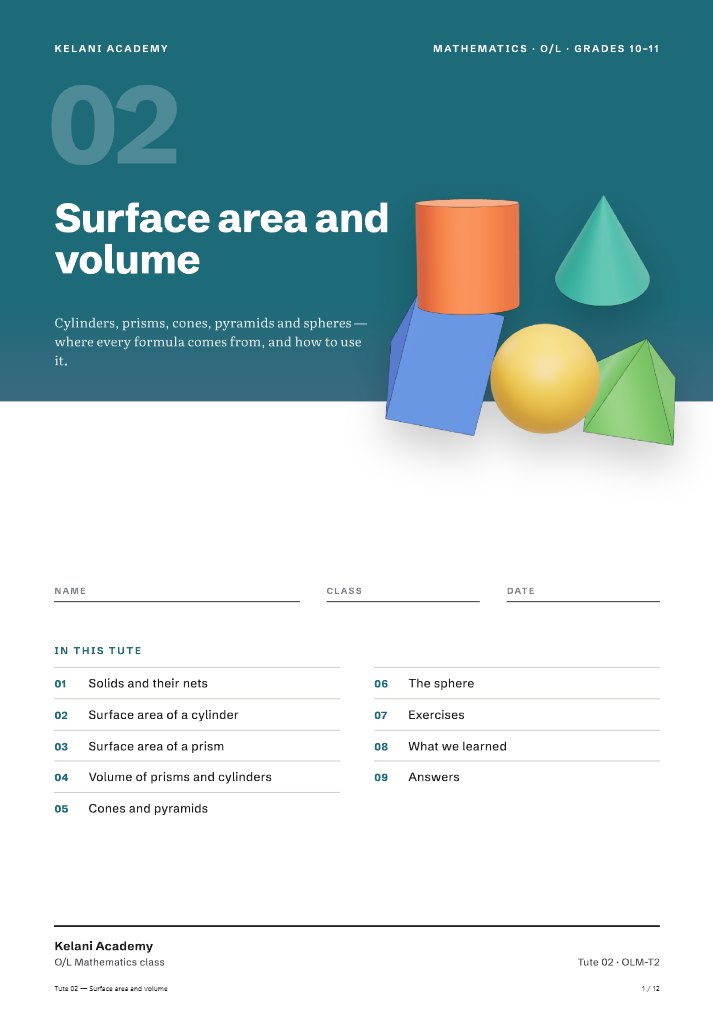 KELANI ACADEMY
MATHEMATICS · O/L · GRADES 10–11
02
Surface area and
volume
Cylinders, prisms, cones, pyramids and spheres —
where every formula comes from, and how to use
it.
NAME
CLASS
DATE
IN THIS TUTE
01 Solids and their nets
02 Surface area of a cylinder
03 Surface area of a prism
04 Volume of prisms and cylinders
05 Cones and pyramids
06 The sphere
07 Exercises
08 What we learned
09 Answers
Kelani Academy
O/L Mathematics class
Tute 02 · OLM-T2
Tute 02 — Surface area and volume
1 / 12